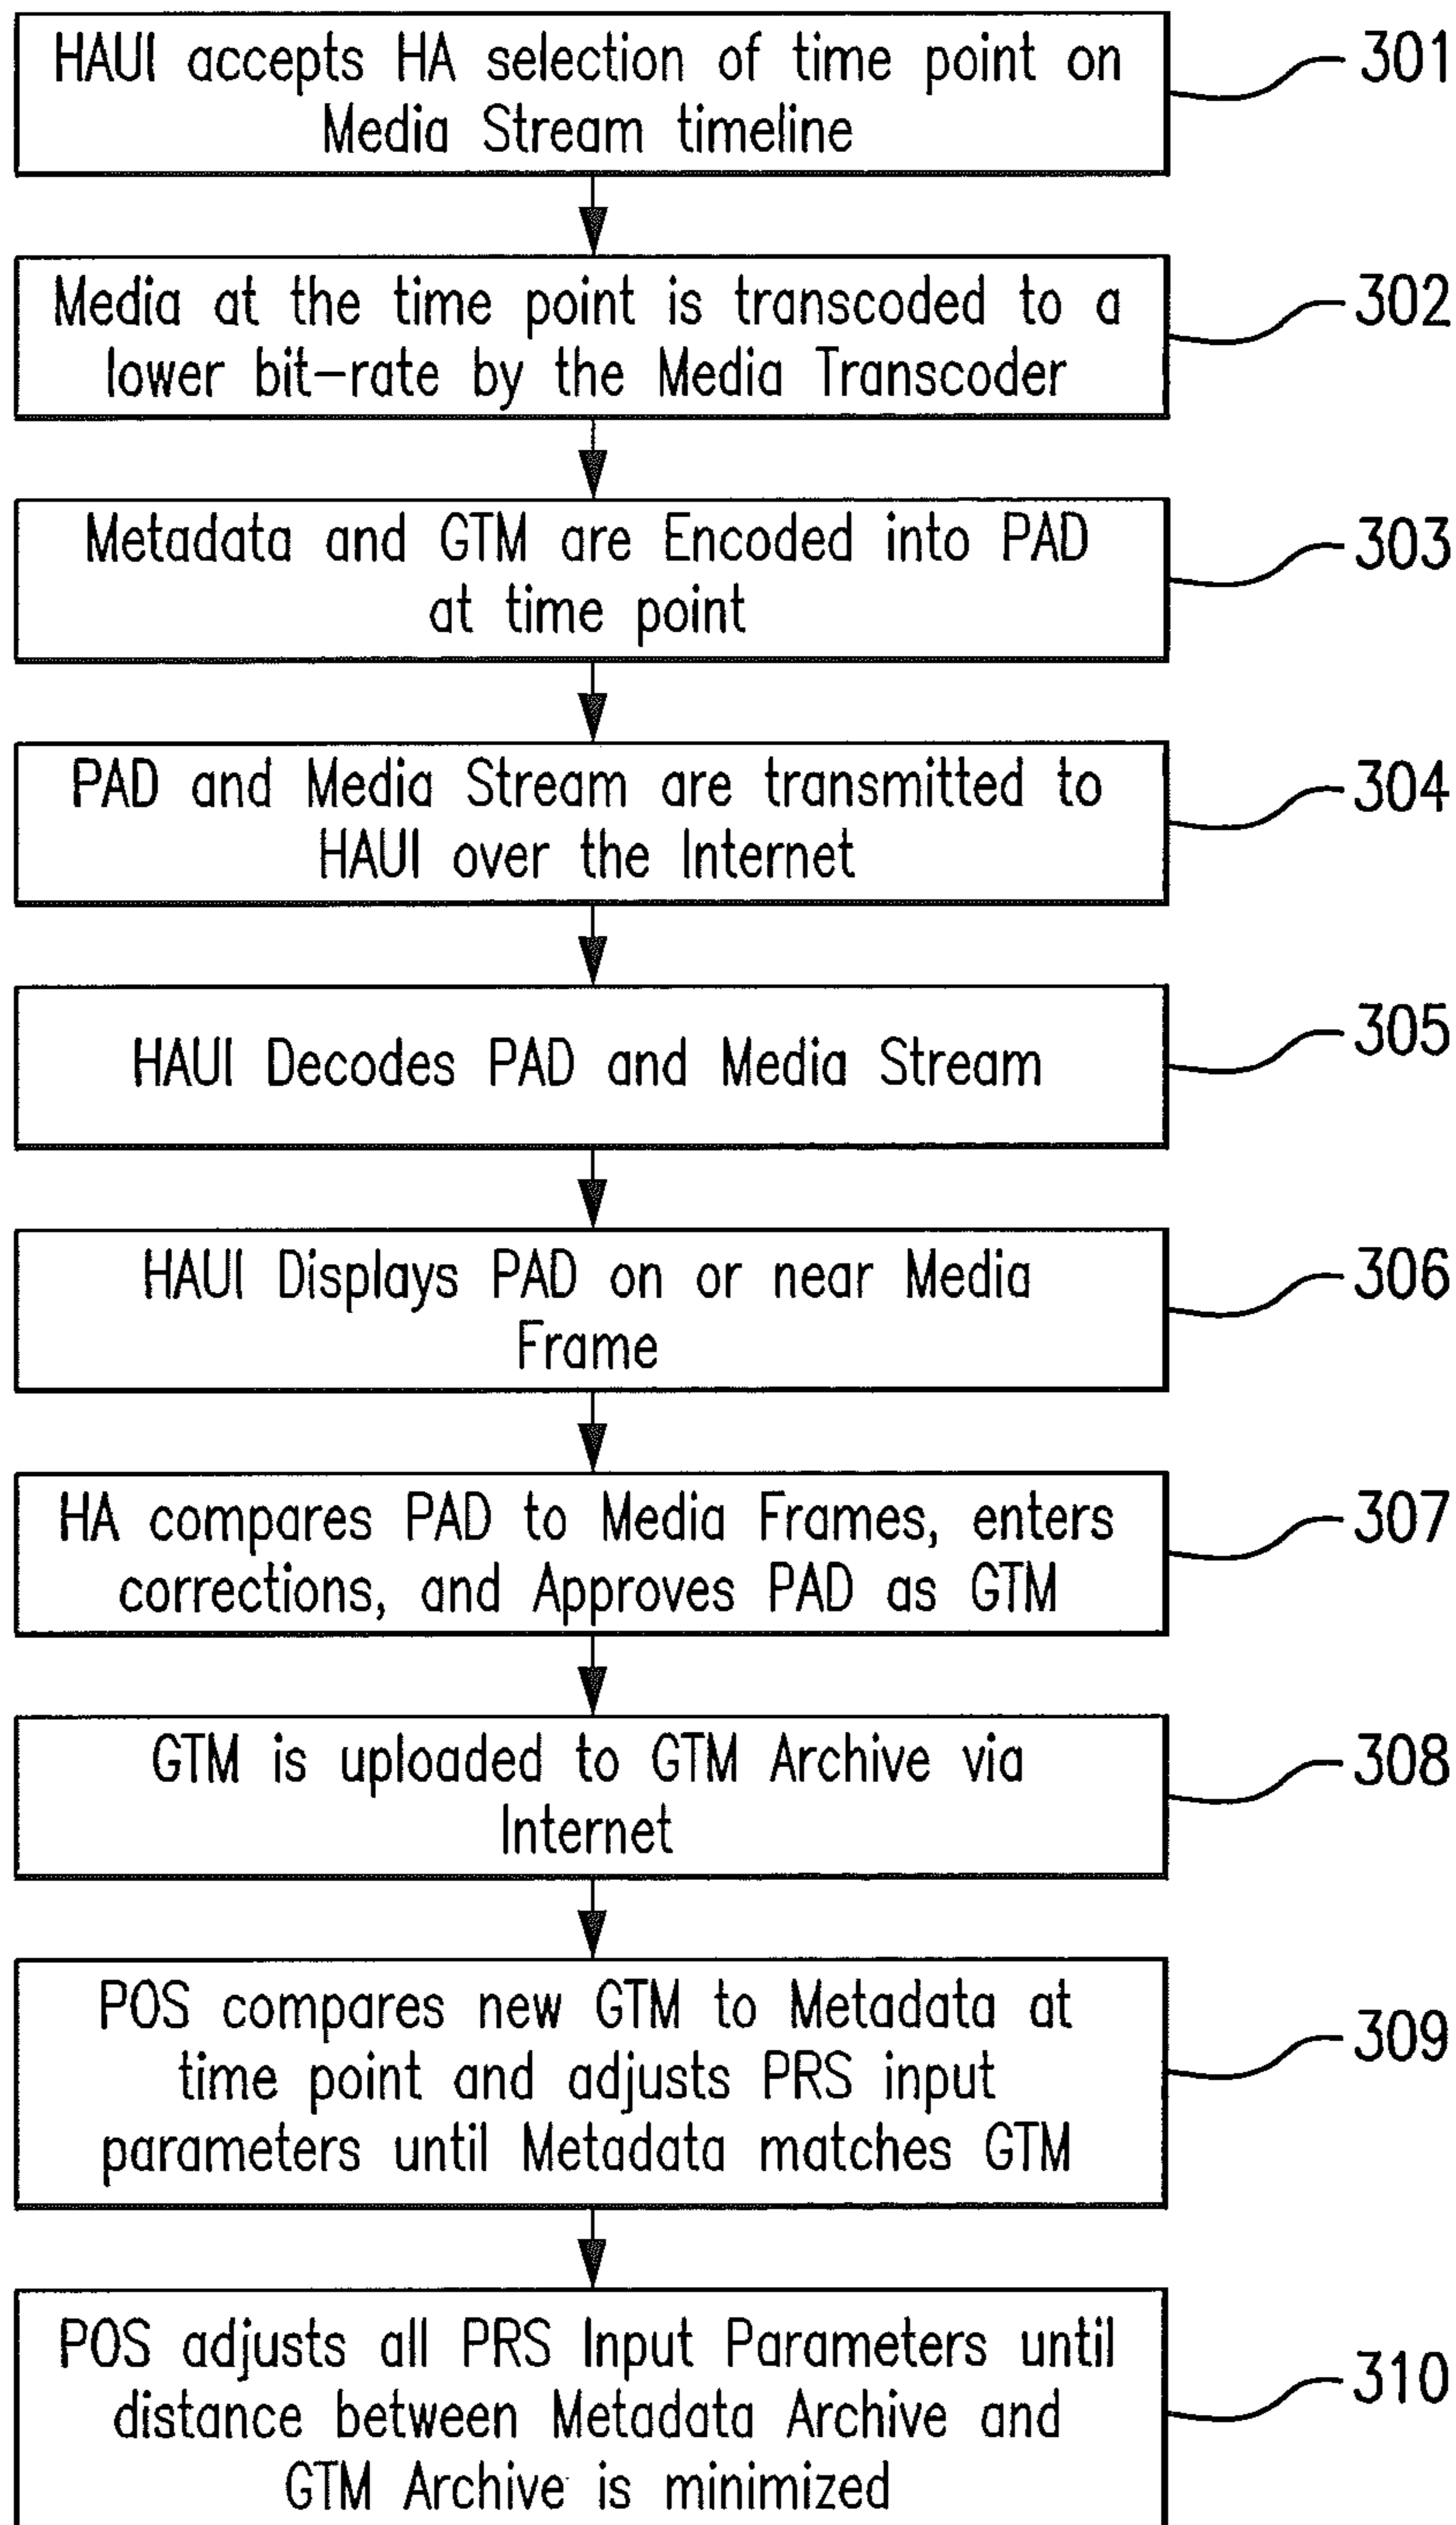 HAUI accepts HA selection of time point on
Media Stream timeline
301
Media at the time point is transcoded to a
lower bit-rate by the Media Transcoder
302
Metadata and GTM are Encoded into PAD
at time point
303
PAD and Media Stream are transmitted to
HAUI over the Internet
304
HAUI Decodes PAD and Media Stream
305
HAUI Displays PAD on or near Media
Frame
306
HA compares PAD to Media Frames, enters
corrections, and Approves PAD as GTM
307
GTM is uploaded to GTM Archive via
Internet
308
POS compares new GTM to Metadata at
time point and adjusts PRS input
parameters until Metadata matches GTM
309
POS adjusts all PRS Input Parameters until
distance between Metadata Archive and
GTM Archive is minimized
310